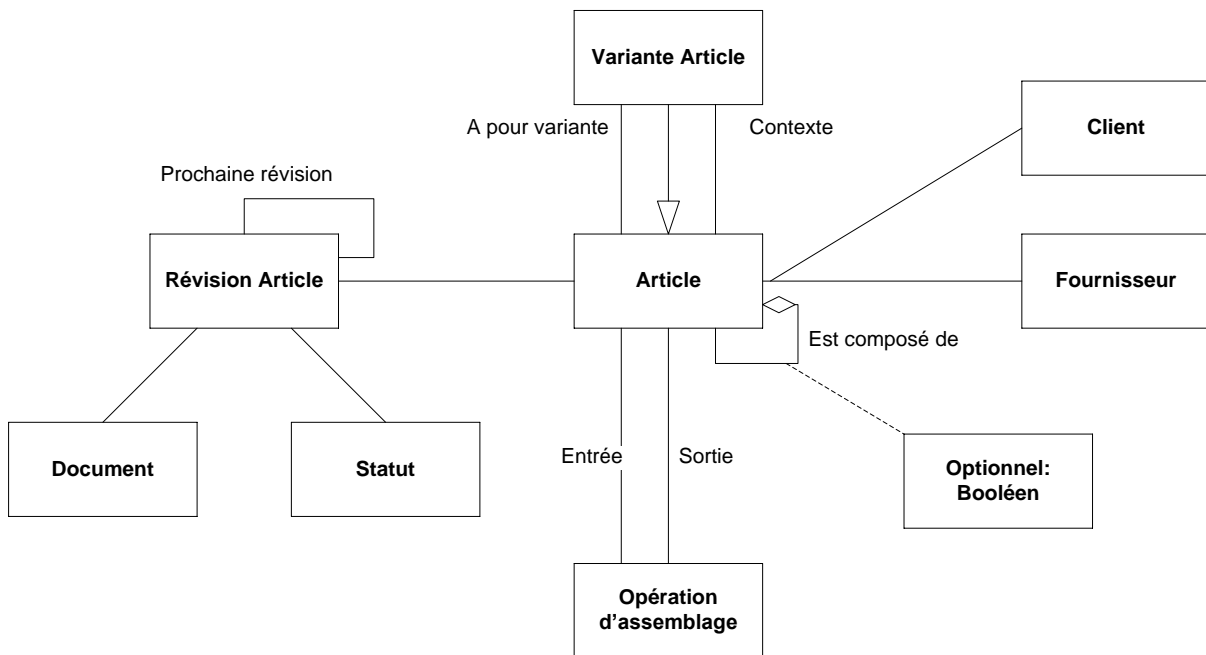 Variante Article
A pour variante
Contexte
Client
Prochaine révision
Révision Article
Article
Fournisseur
Est composé de
Document
Statut
Entrée
Sortie
Optionnel:
Booléen
Opération
d’assemblage